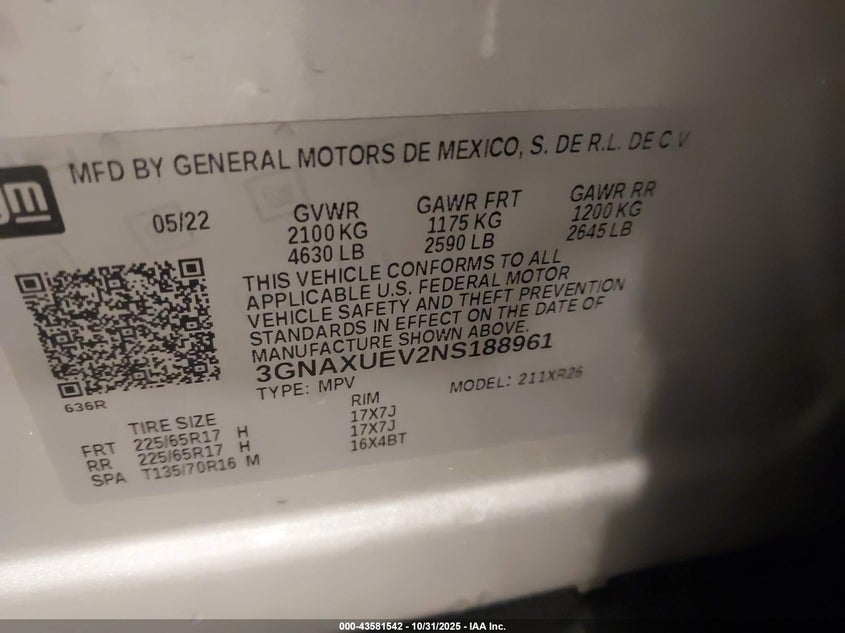 gm
MFD BY GENERAL MOTORS DE MEXICO, S. DE R.L. DE C.V
05/22
GVWR GAWR FRT GAWR RR
2100 KG 1175 KG 1200 KG
4630 LB 2590 LB 2645 LB
THIS VEHICLE CONFORMS TO ALL
APPLICABLE U.S. FEDERAL MOTOR
VEHICLE SAFETY AND THEFT PREVENTION
STANDARDS IN EFFECT ON THE DATE OF
MANUFACTURE SHOWN ABOVE.
3GNAXUEV2NS188961
TYPE: MPV MODEL: 211XR26
636R
TIRE SIZE RIM
FRT 225/65R17 H 17X7J
RR 225/65R17 H 17X7J
SPA T135/70R16 M 16X4BT
000-43581542 - 10/31/2025 - IAA Inc.